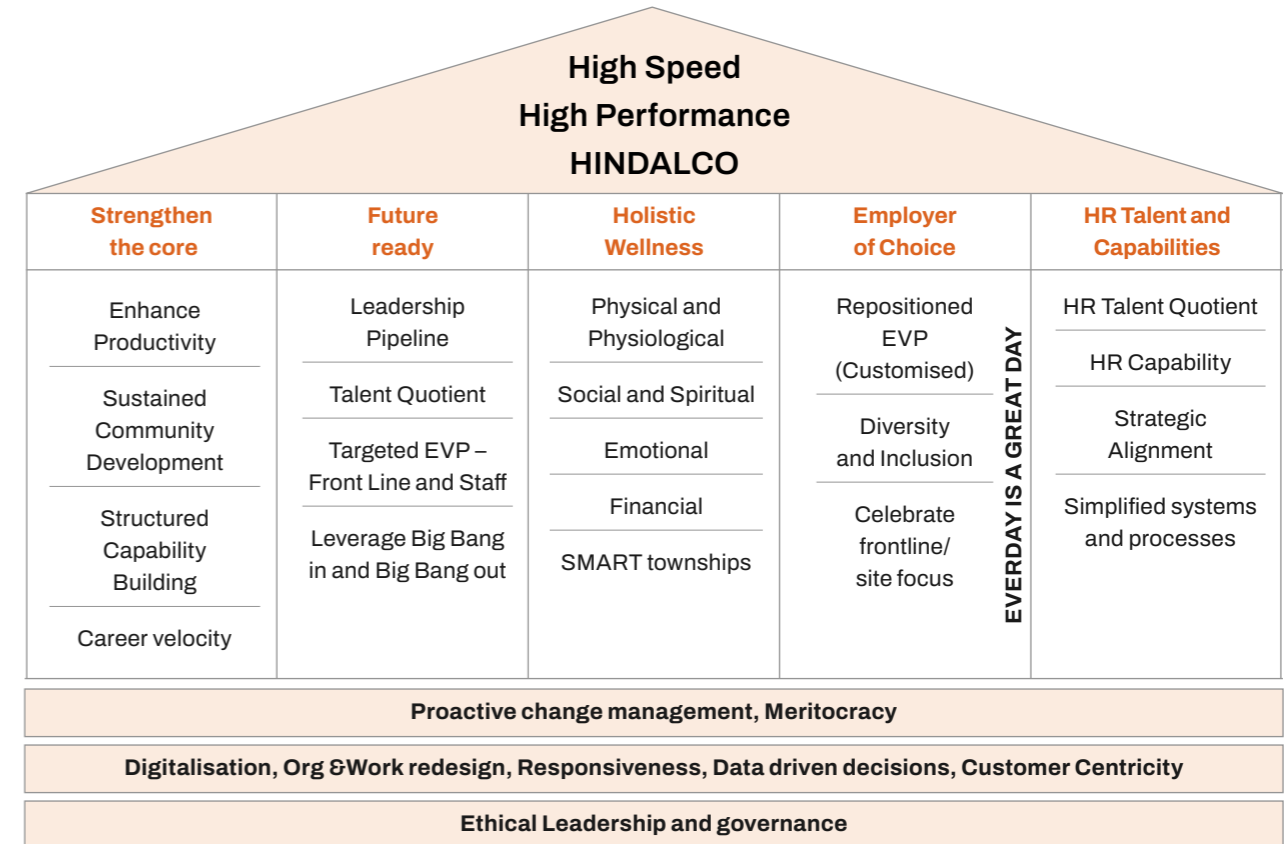 High Speed
High Performance
HINDALCO
Strengthen
the core
Enhance
Productivity
Sustained
Community
Development
Structured
Capability
Building
Career velocity
Future
ready
Leadership
Pipeline
Talent Quotient
Targeted EVP –
Front Line and Staff
Leverage Big Bang
in and Big Bang out
Holistic
Wellness
Physical and
Physiological
Social and Spiritual
Emotional
Financial
SMART townships
Employer
of Choice
Repositioned
EVP
(Customised)
Diversity
and Inclusion
Celebrate
frontline/
site focus
EVERDAY IS A GREAT DAY
HR Talent and
Capabilities
HR Talent Quotient
HR Capability
Strategic
Alignment
Simplified systems
and processes
Proactive change management, Meritocracy
Digitalisation, Org &Work redesign, Responsiveness, Data driven decisions, Customer Centricity
Ethical Leadership and governance